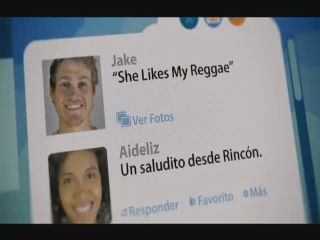 Jake
“She Likes My Reggae”
Ver Fotos
Aideliz
Un saludito desde Rincón.
Responder Favorito Más